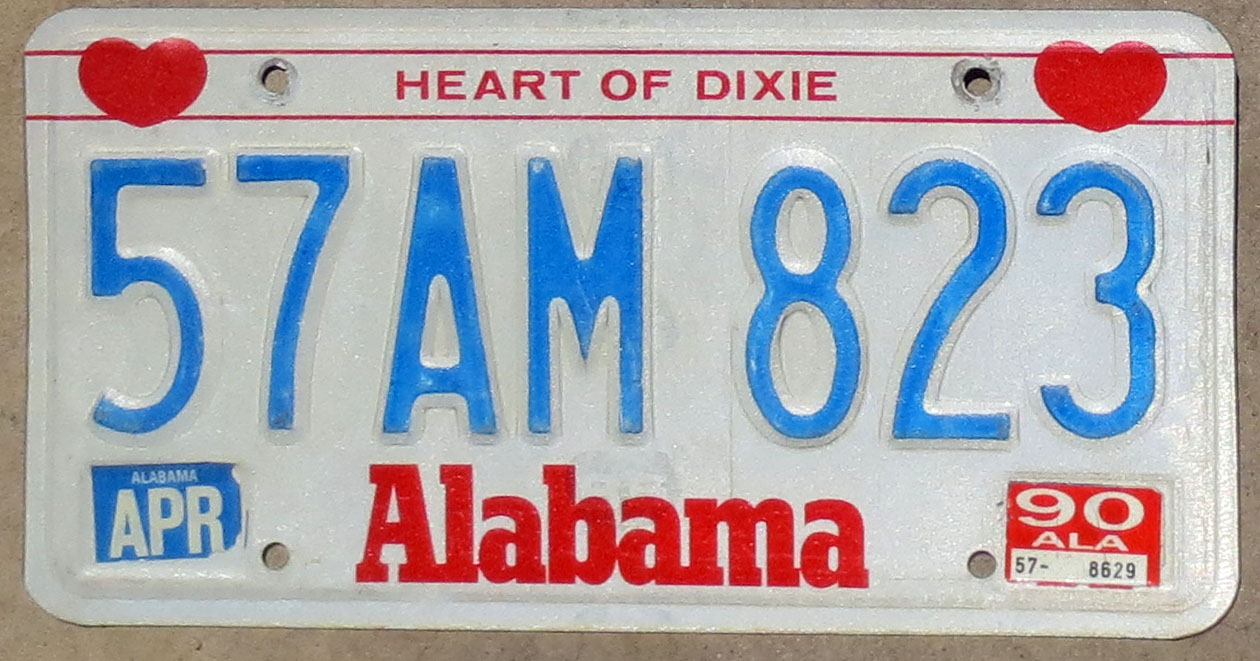 HEART OF DIXIE
57AM 823
ALABAMA
APR
Alabama
90
ALA
57- 8629